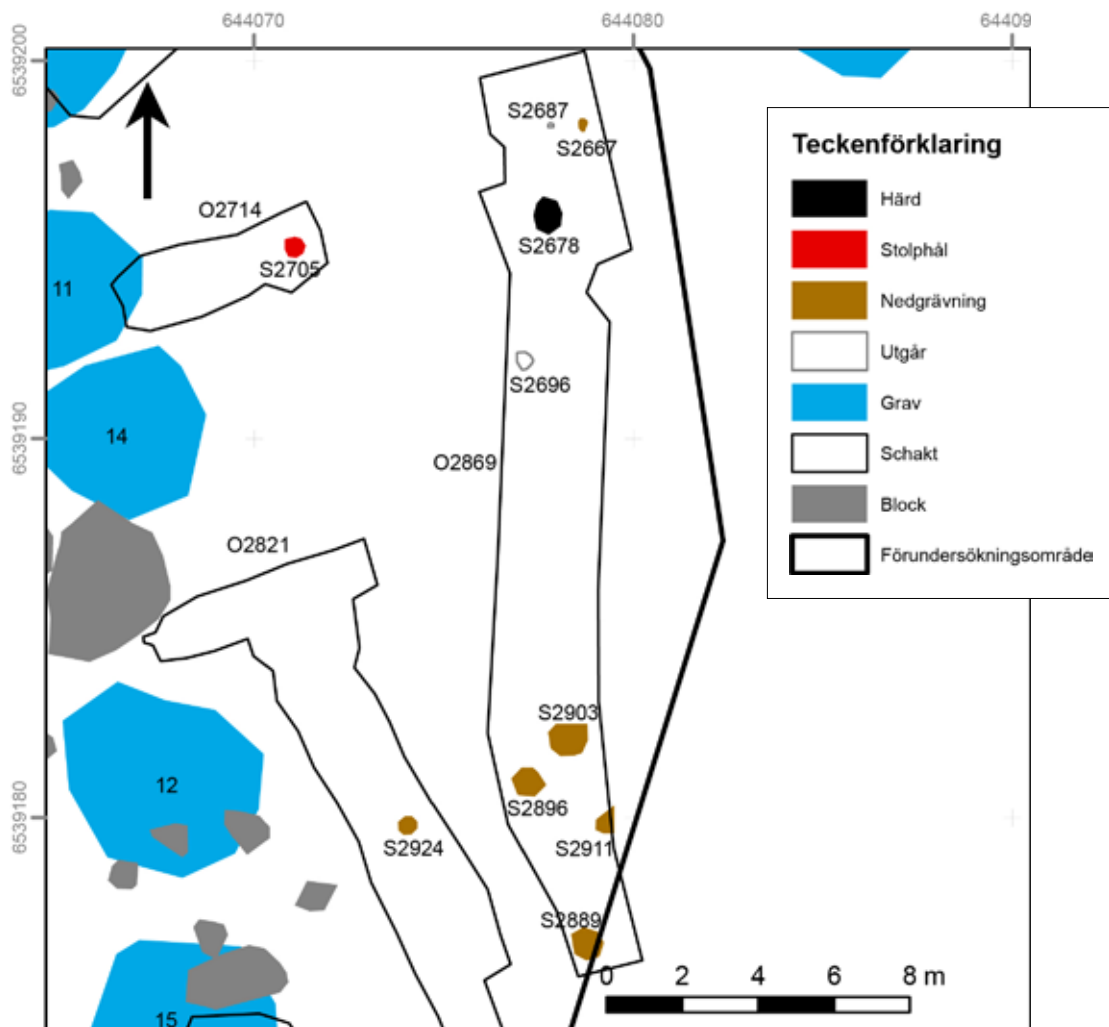 644070
644080
64409
6539200
S2687
S2667
O2714
S2678
S2705
11
S2696
6539190
14
O2869
O2821
S2903
12
S2896
6539180
S2924
S2911
S2889
15
0 2 4 6 8 m
Teckenförklaring
Härd
Stolphål
Nedgrävning
Utgår
Grav
Schakt
Block
Förundersökningsområde